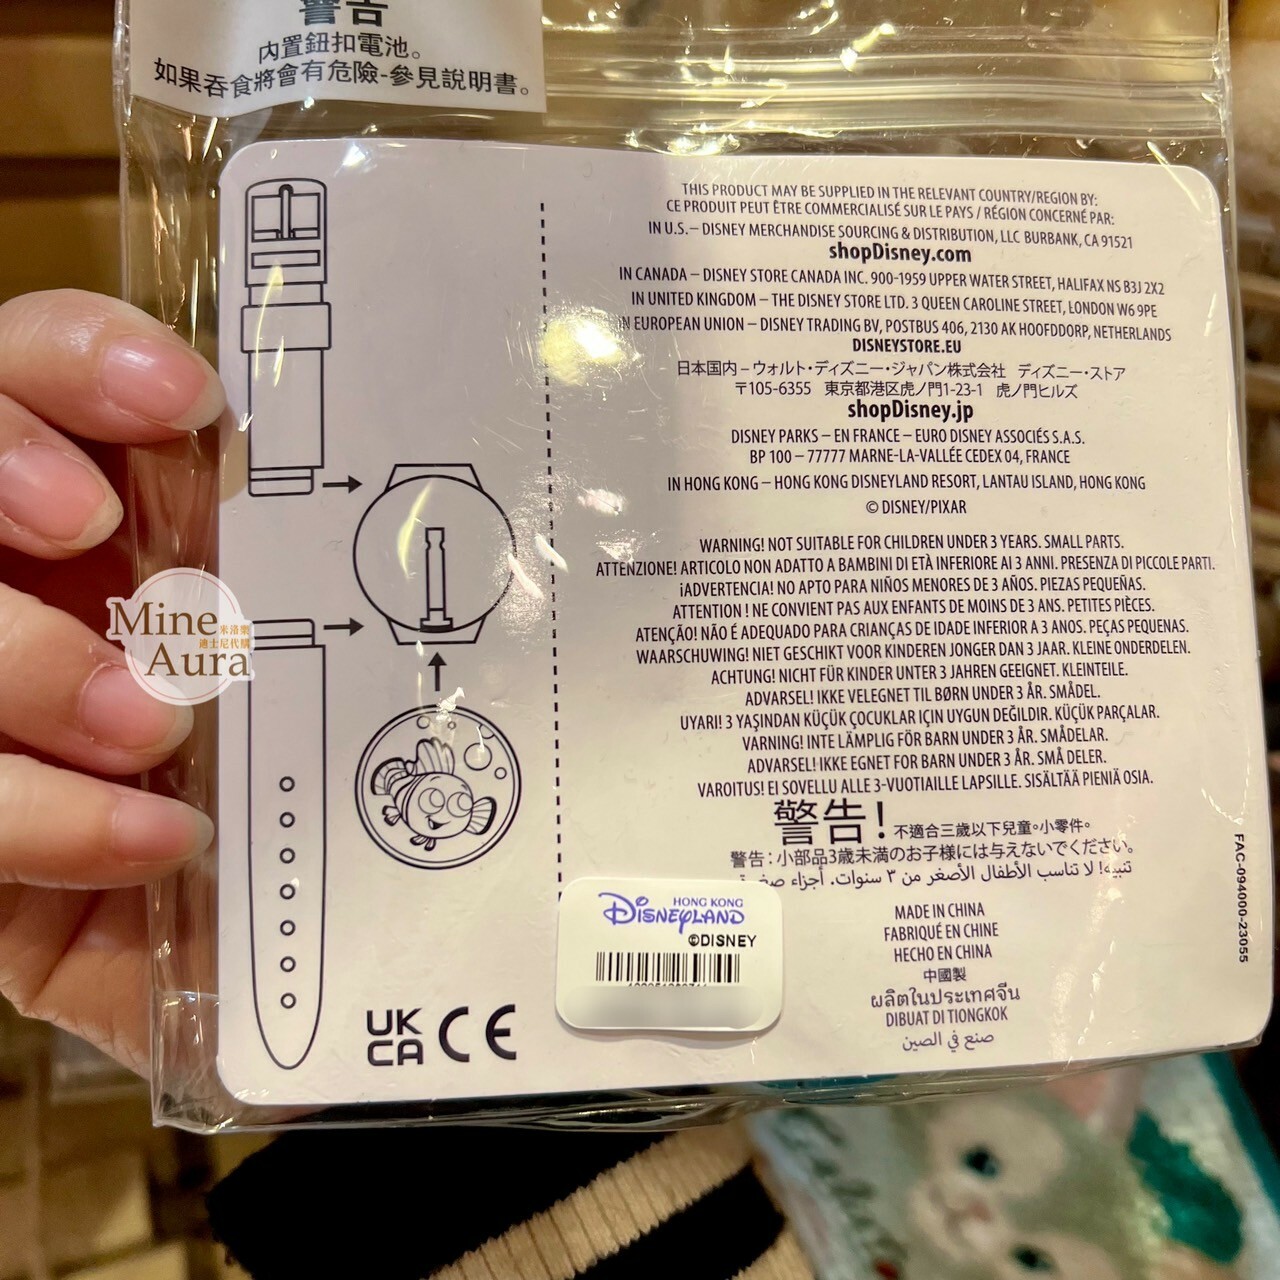 警告
內置鈕扣電池。
如果吞食將會有危險-參見說明書。
THIS PRODUCT MAY BE SUPPLIED IN THE RELEVANT COUNTRY/REGION BY:
CE PRODUIT PEUT ÊTRE COMMERCIALISÉ SUR LE PAYS / RÉGION CONCERNÉ PAR:
IN U.S.– DISNEY MERCHANDISE SOURCING & DISTRIBUTION, LLC BURBANK, CA 91521
shopDisney.com
IN CANADA – DISNEY STORE CANADA INC. 900-1959 UPPER WATER STREET, HALIFAX NS B3J 2X2
IN UNITED KINGDOM – THE DISNEY STORE LTD. 3 QUEEN CAROLINE STREET, LONDON W6 9PE
IN EUROPEAN UNION – DISNEY TRADING BV, POSTBUS 406, 2130 AK HOOFDDORP, NETHERLANDS
DISNEYSTORE.EU
日本国内 – ウォルト・ディズニー・ジャパン株式会社 ディズニー・ストア
〒105-6355 東京都港区虎ノ門1-23-1 虎ノ門ヒルズ
shopDisney.jp
DISNEY PARKS – EN FRANCE – EURO DISNEY ASSOCIÉS S.A.S.
BP 100 – 77777 MARNE-LA-VALLÉE CEDEX 04, FRANCE
IN HONG KONG – HONG KONG DISNEYLAND RESORT, LANTAU ISLAND, HONG KONG
© DISNEY/PIXAR
WARNING! NOT SUITABLE FOR CHILDREN UNDER 3 YEARS. SMALL PARTS.
ATTENZIONE! ARTICOLO NON ADATTO A BAMBINI DI ETÀ INFERIORE AI 3 ANNI. PRESENZA DI PICCOLE PARTI.
¡ADVERTENCIA! NO APTO PARA NIÑOS MENORES DE 3 AÑOS. PIEZAS PEQUEÑAS.
ATTENTION ! NE CONVIENT PAS AUX ENFANTS DE MOINS DE 3 ANS. PETITES PIÈCES.
ATENÇÃO! NÃO É ADEQUADO PARA CRIANÇAS DE IDADE INFERIOR A 3 ANOS. PEÇAS PEQUENAS.
WAARSCHUWING! NIET GESCHIKT VOOR KINDEREN JONGER DAN 3 JAAR. KLEINE ONDERDELEN.
ACHTUNG! NICHT FÜR KINDER UNTER 3 JAHREN GEEIGNET. KLEINTEILE.
ADVARSEL! IKKE VELEGNET TIL BØRN UNDER 3 ÅR. SMÅDEL.
UYARI! 3 YAŞINDAN KÜÇÜK ÇOCUKLAR IÇIN UYGUN DEĞILDIR. KÜÇÜK PARÇALAR.
VARNING! INTE LÄMPLIG FÖR BARN UNDER 3 ÅR. SMÅDELAR.
ADVARSEL! IKKE EGNET FOR BARN UNDER 3 ÅR. SMÅ DELER.
VAROITUS! EI SOVELLU ALLE 3-VUOTIAILLE LAPSILLE. SISÄLTÄÄ PIENIÄ OSIA.
警告! 不適合三歲以下兒童。小零件。
警告：小部品3歳未満のお子様には与えないでください。
تنبيه! لا تناسب الأطفال الأصغر من ٣ سنوات. أجزاء
MADE IN CHINA
FABRIQUÉ EN CHINE
HECHO EN CHINA
中國製
ผลิตในประเทศจีน
DIBUAT DI TIONGKOK
صنع في الصين
FAC-094000-23055
HONG KONG
DISNEYLAND
©DISNEY
UK
CA
CE
Mine
Aura
米洛樂
迪士尼代購